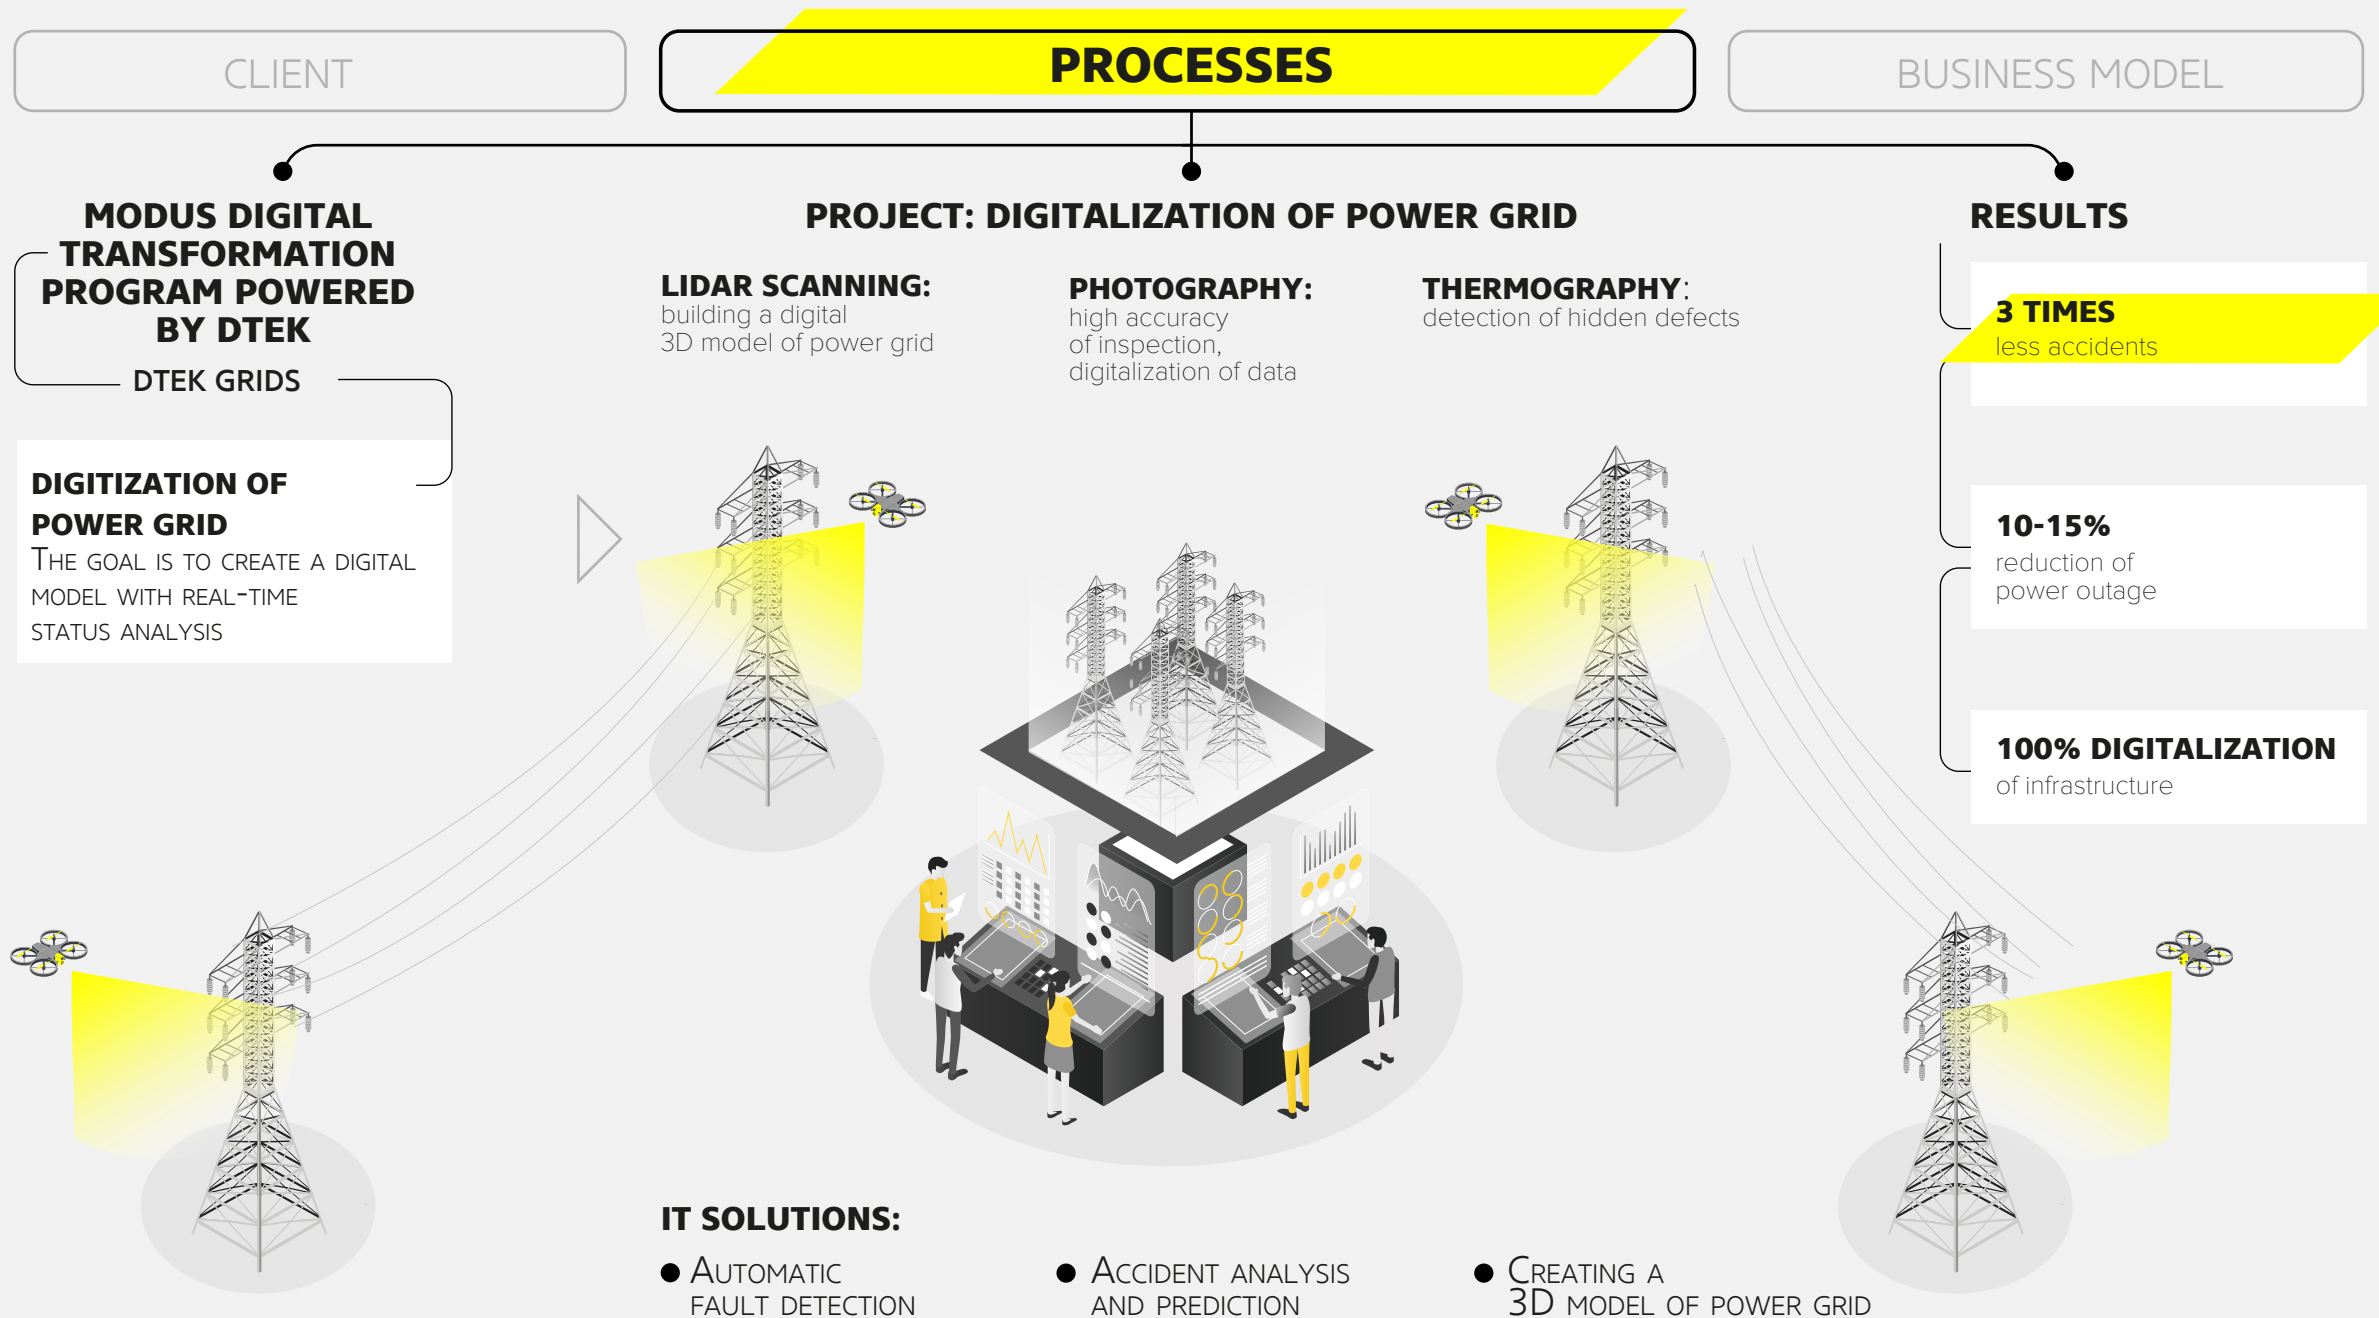 CLIENT
PROCESSES
BUSINESS MODEL
MODUS DIGITAL
TRANSFORMATION
PROGRAM POWERED
BY DTEK
DTEK GRIDS
DIGITIZATION OF
POWER GRID
THE GOAL IS TO CREATE A DIGITAL
MODEL WITH REAL-TIME
STATUS ANALYSIS
PROJECT: DIGITALIZATION OF POWER GRID
LIDAR SCANNING:
building a digital
3D model of power grid
PHOTOGRAPHY:
high accuracy
of inspection,
digitalization of data
THERMOGRAPHY:
detection of hidden defects
RESULTS
3 TIMES
less accidents
10-15%
reduction of
power outage
100% DIGITALIZATION
of infrastructure
IT SOLUTIONS:
● AUTOMATIC
FAULT DETECTION
● ACCIDENT ANALYSIS
AND PREDICTION
● CREATING A
3D MODEL OF POWER GRID